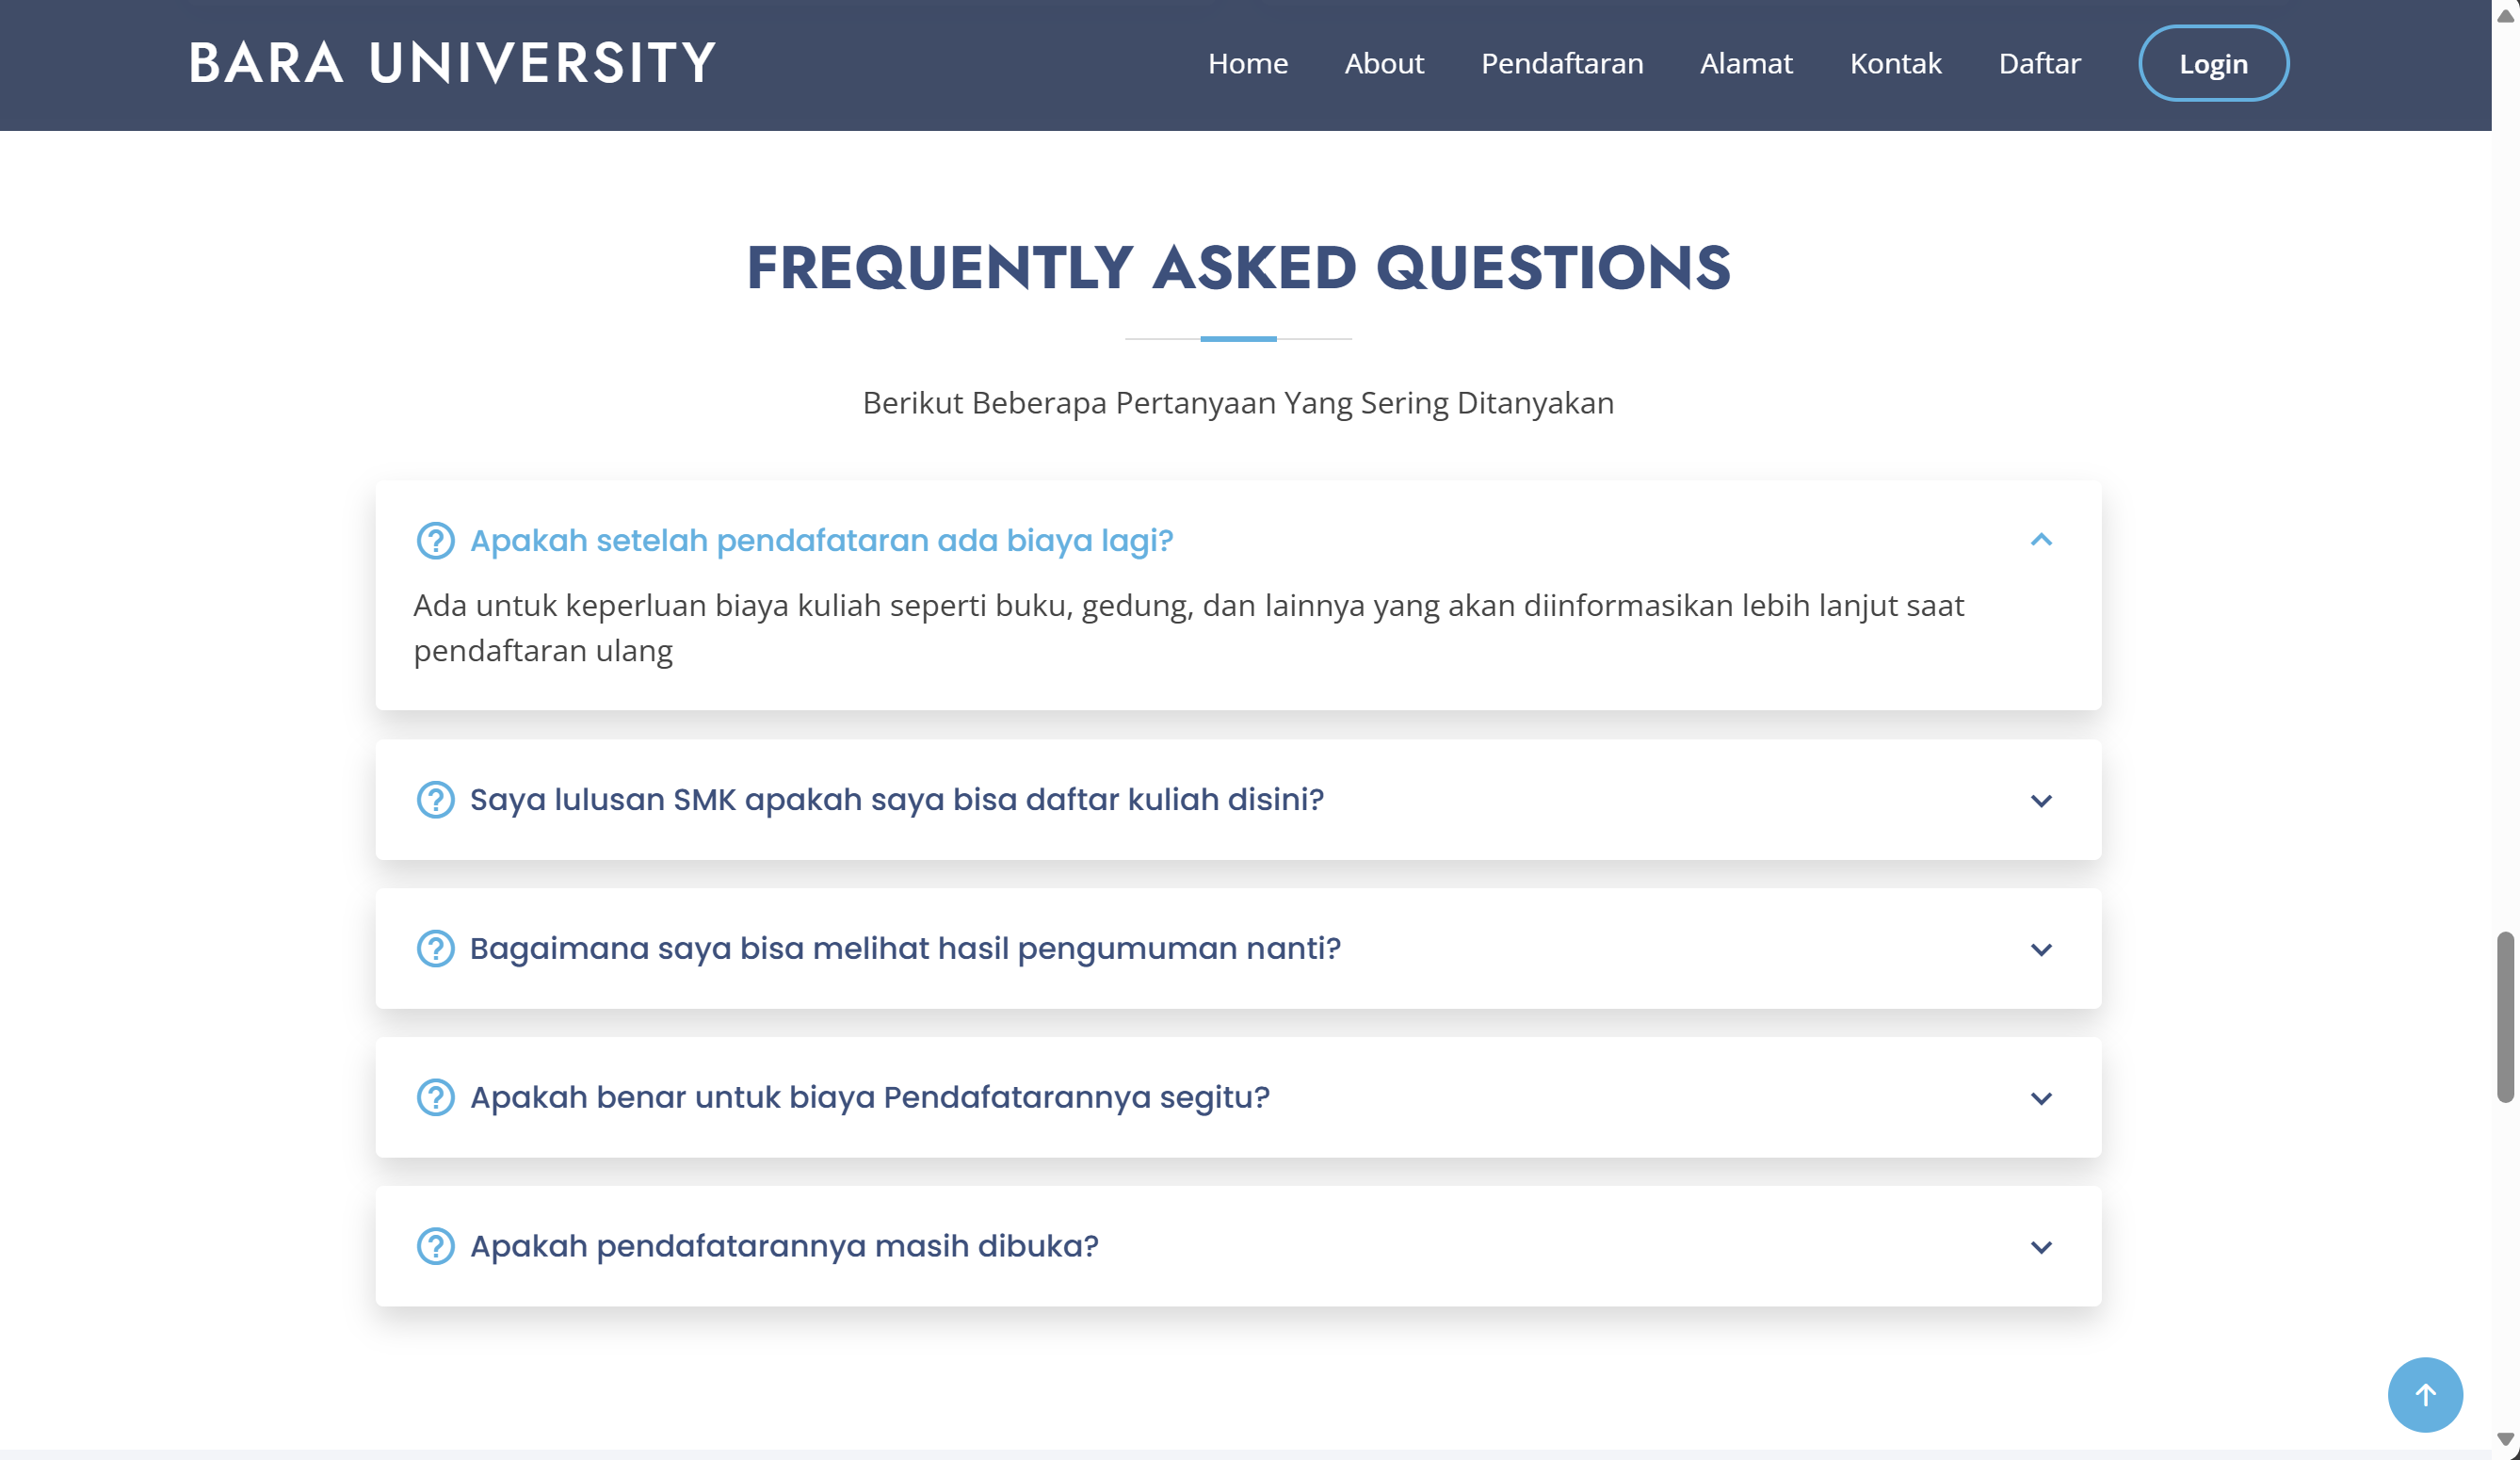 BARA UNIVERSITY
Home About Pendaftaran Alamat Kontak Daftar Login
FREQUENTLY ASKED QUESTIONS
Berikut Beberapa Pertanyaan Yang Sering Ditanyakan
Apakah setelah pendafataran ada biaya lagi?
Ada untuk keperluan biaya kuliah seperti buku, gedung, dan lainnya yang akan diinformasikan lebih lanjut saat
pendaftaran ulang
Saya lulusan SMK apakah saya bisa daftar kuliah disini?
Bagaimana saya bisa melihat hasil pengumuman nanti?
Apakah benar untuk biaya Pendafatarannya segitu?
Apakah pendafatarannya masih dibuka?